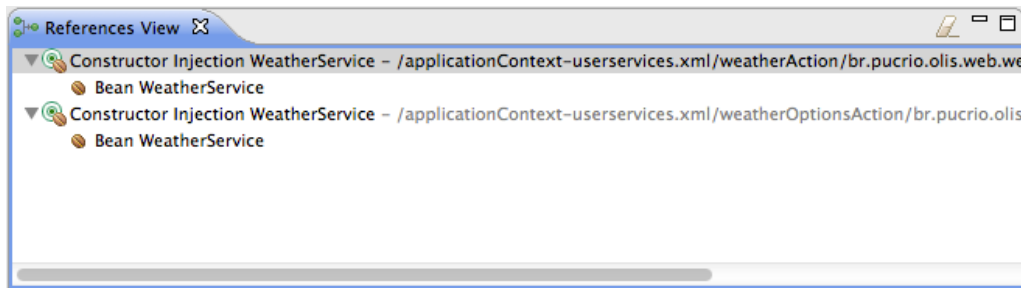 References View
Constructor Injection WeatherService – /applicationContext-userservices.xml/weatherAction/br.pucrio.olis.web.we
Bean WeatherService
Constructor Injection WeatherService – /applicationContext-userservices.xml/weatherOptionsAction/br.pucrio.olis
Bean WeatherService